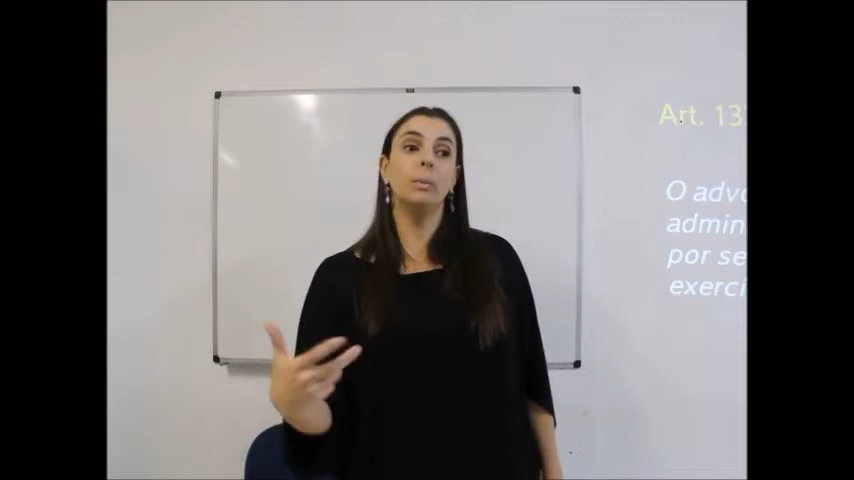 Art. 13
O adv
admin
por se
exerci